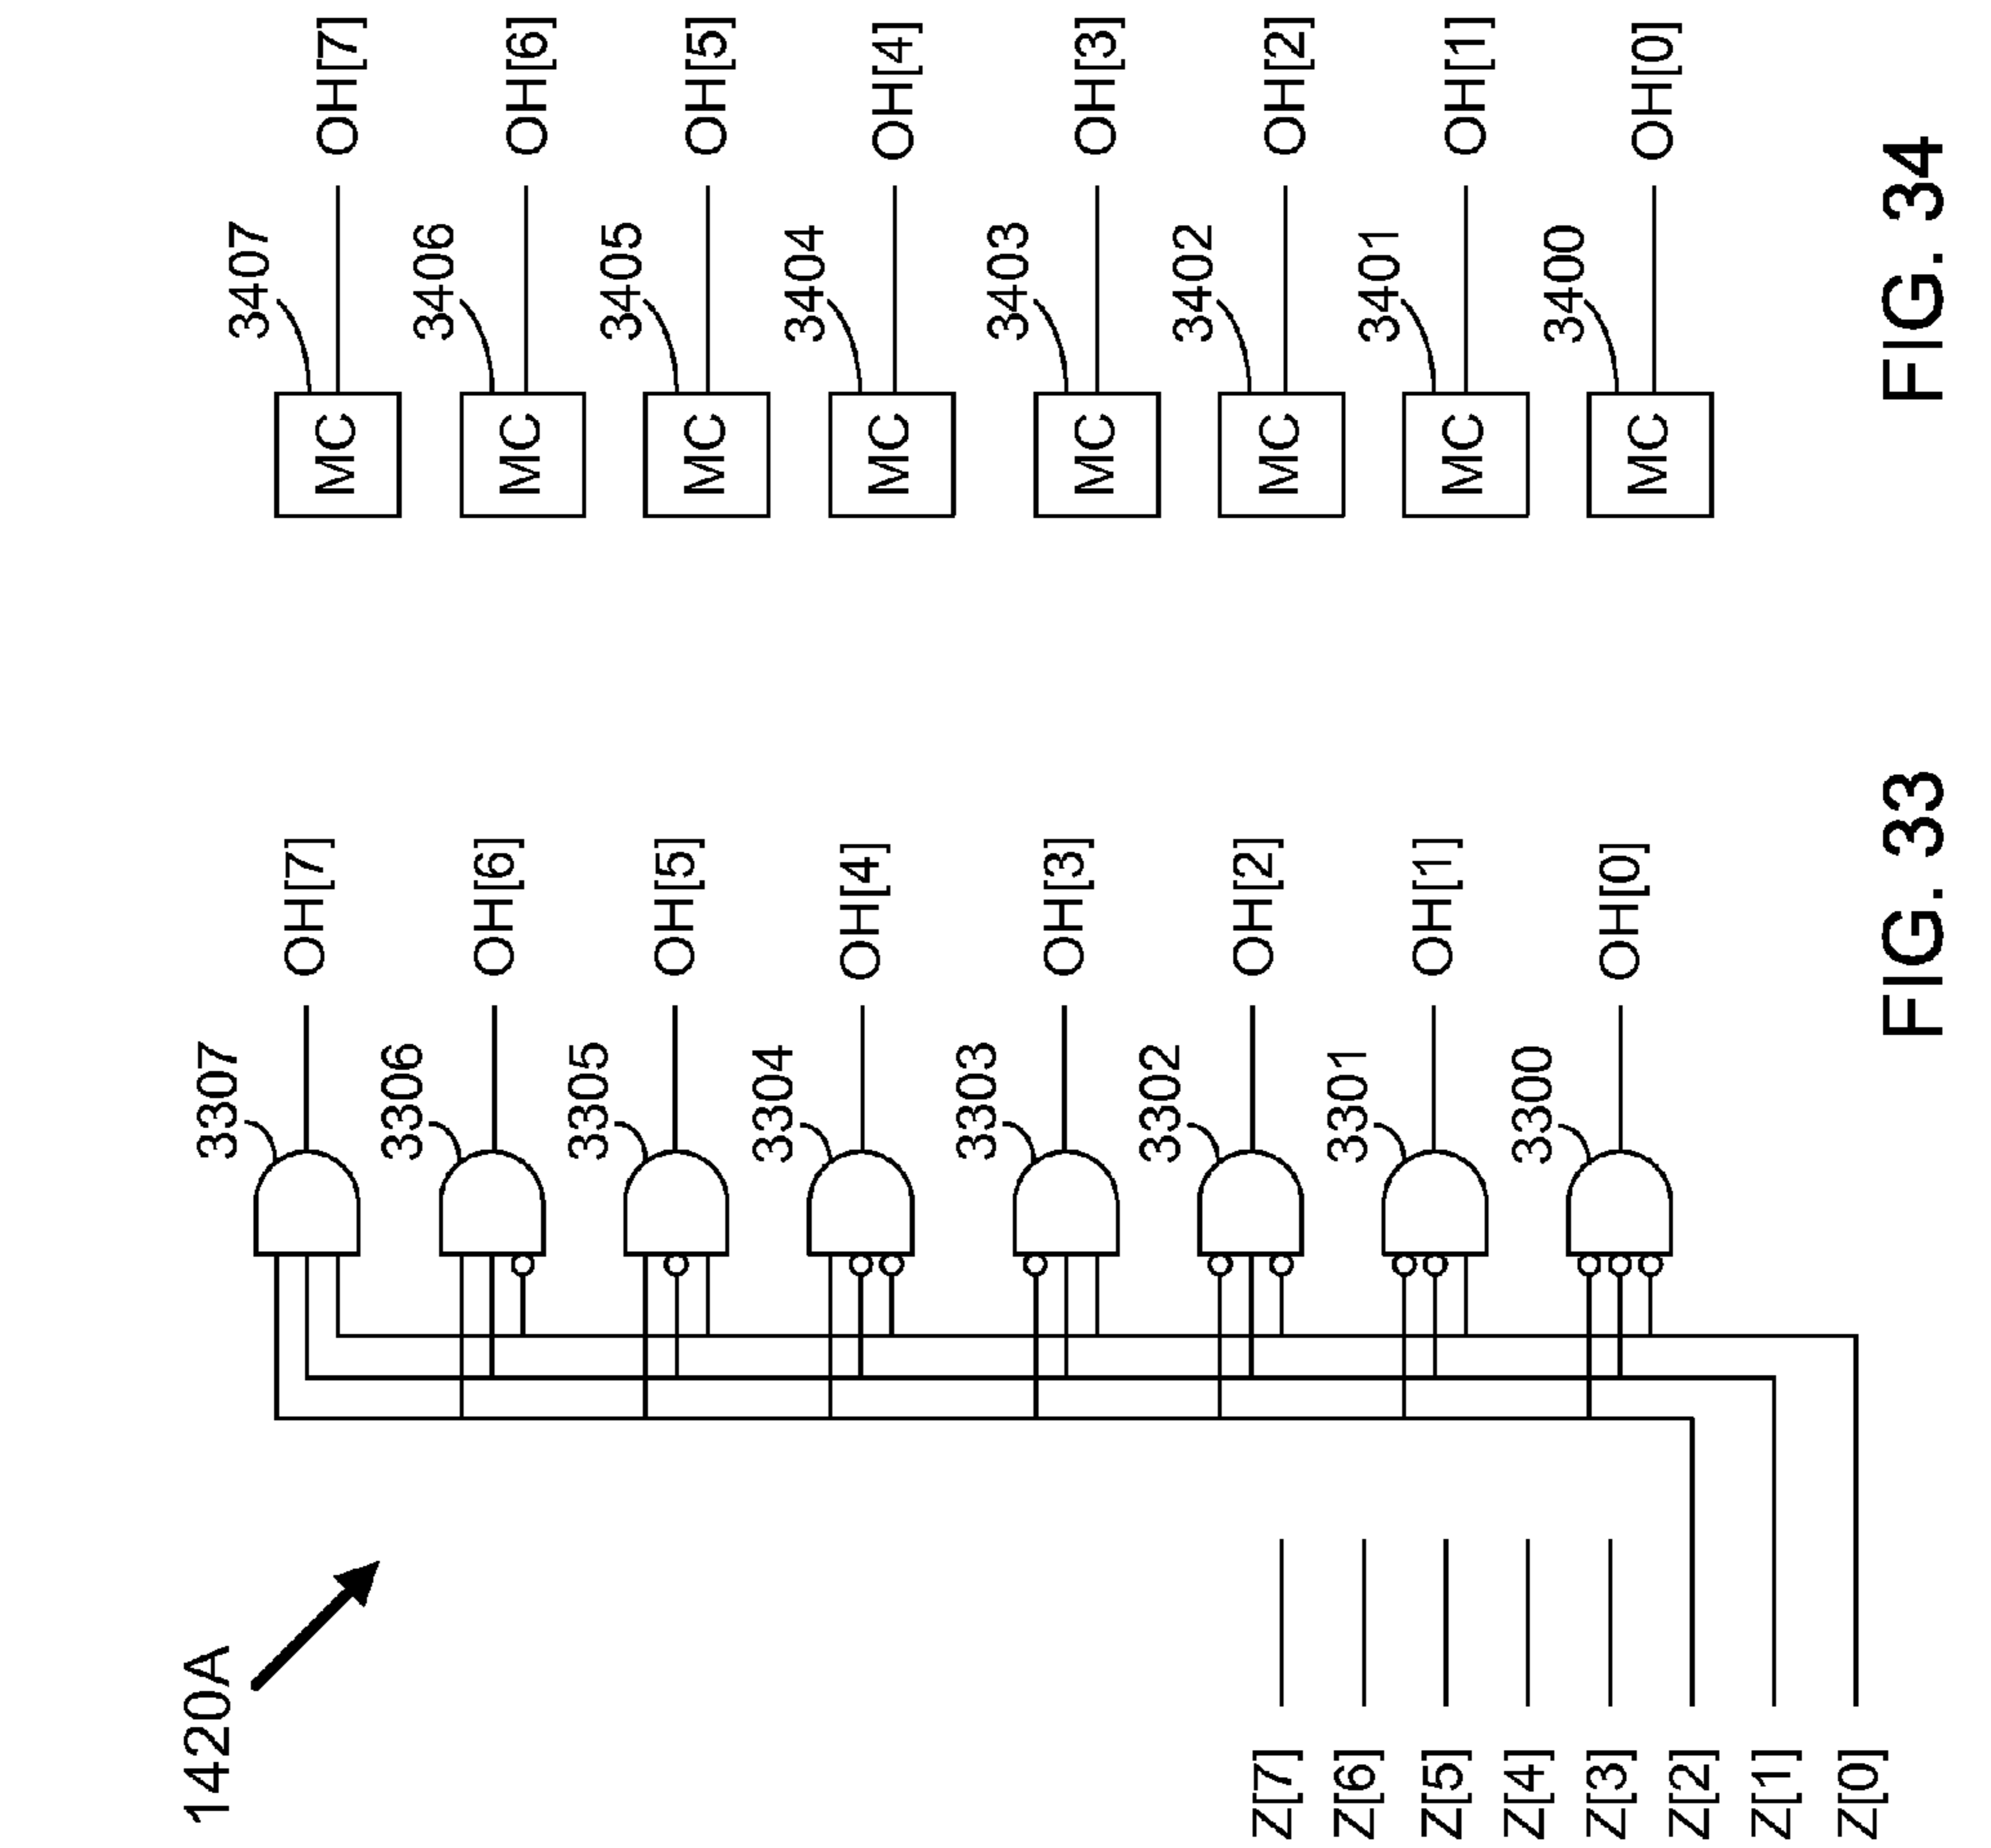 1420A
Z[7]
Z[6]
Z[5]
Z[4]
Z[3]
Z[2]
Z[1]
Z[0]
3307
OH[7]
3306
OH[6]
3305
OH[5]
3304
OH[4]
3303
OH[3]
3302
OH[2]
3301
OH[1]
3300
OH[0]
FIG. 33
3407
MC
OH[7]
3406
MC
OH[6]
3405
MC
OH[5]
3404
MC
OH[4]
3403
MC
OH[3]
3402
MC
OH[2]
3401
MC
OH[1]
3400
MC
OH[0]
FIG. 34